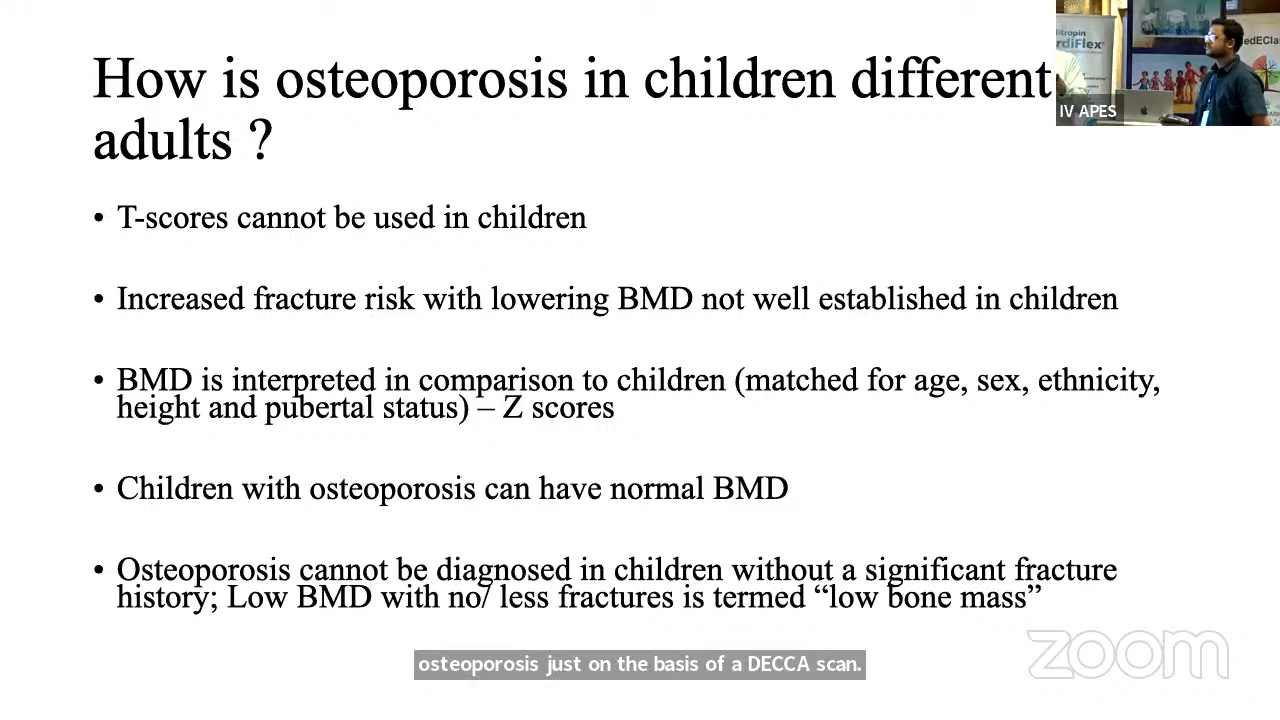 How is osteoporosis in children different
adults ?
• T-scores cannot be used in children
• Increased fracture risk with lowering BMD not well established in children
• BMD is interpreted in comparison to children (matched for age, sex, ethnicity,
height and pubertal status) – Z scores
• Children with osteoporosis can have normal BMD
• Osteoporosis cannot be diagnosed in children without a significant fracture
history; Low BMD with no/ less fractures is termed “low bone mass”
osteoporosis just on the basis of a DECCA scan.
IV APES
zoom